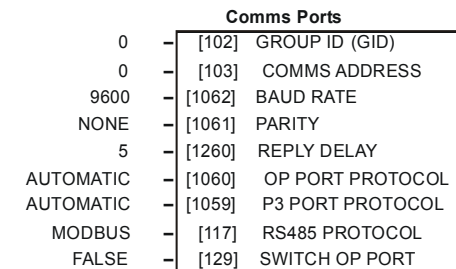 Comms Ports
0 – [102] GROUP ID (GID)
0 – [103] COMMS ADDRESS
9600 – [1062] BAUD RATE
NONE – [1061] PARITY
5 – [1260] REPLY DELAY
AUTOMATIC – [1060] OP PORT PROTOCOL
AUTOMATIC – [1059] P3 PORT PROTOCOL
MODBUS – [117] RS485 PROTOCOL
FALSE – [129] SWITCH OP PORT